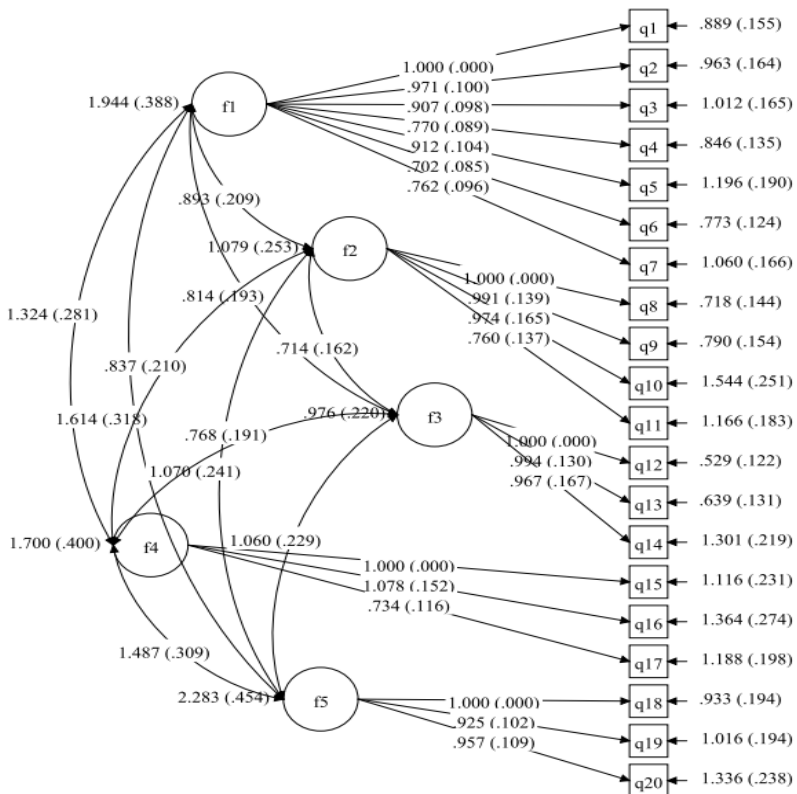 q1
.889 (.155)
q2
.963 (.164)
1.000 (.000)
.971 (.100)
1.944 (.388)
f1
.907 (.098)
q3
1.012 (.165)
.770 (.089)
q4
.846 (.135)
.912 (.104)
.702 (.085)
.762 (.096)
q5
1.196 (.190)
.893 (.209)
q6
.773 (.124)
1.079 (.253)
f2
q7
1.060 (.166)
1.000 (.000)
.991 (.139)
.974 (.165)
.760 (.137)
.814 (.193)
q8
.718 (.144)
1.324 (.281)
q9
.790 (.154)
.714 (.162)
.837 (.210)
q10
1.544 (.251)
1.614 (.318)
.976 (.220)
f3
q11
1.166 (.183)
.768 (.191)
1.000 (.000)
.994 (.130)
.967 (.167)
q12
.529 (.122)
1.070 (.241)
q13
.639 (.131)
1.700 (.400)
f4
1.060 (.229)
q14
1.301 (.219)
1.000 (.000)
1.078 (.152)
.734 (.116)
q15
1.116 (.231)
q16
1.364 (.274)
1.487 (.309)
q17
1.188 (.198)
2.283 (.454)
f5
1.000 (.000)
.925 (.102)
.957 (.109)
q18
.933 (.194)
q19
1.016 (.194)
q20
1.336 (.238)